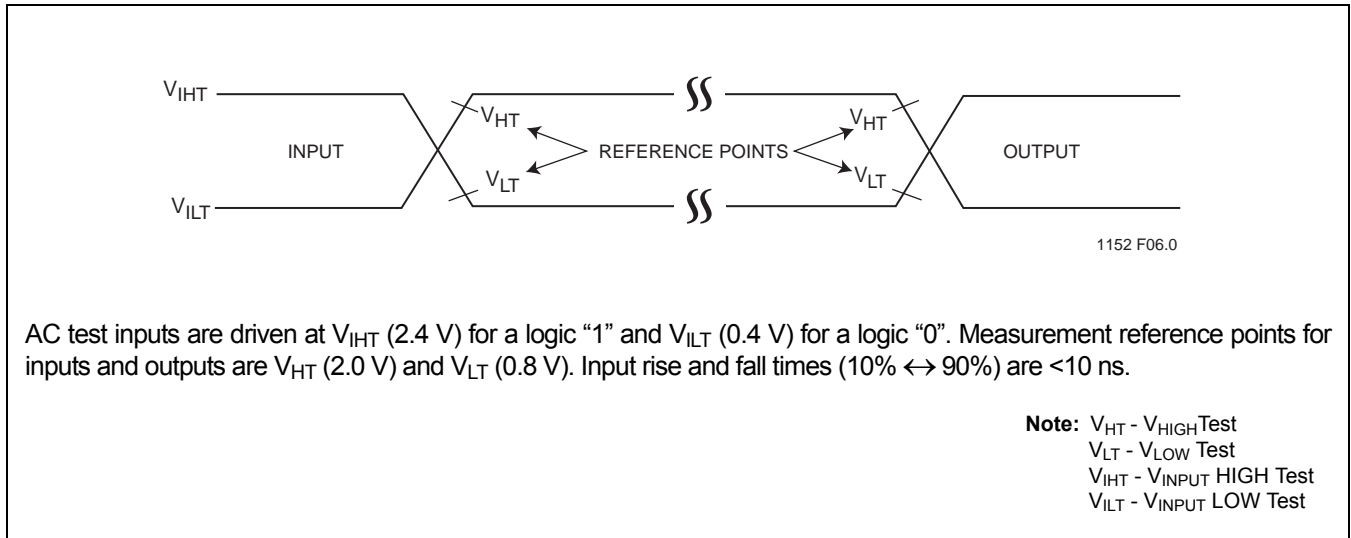 VIHT
VHT
VHT
INPUT
REFERENCE POINTS
OUTPUT
VLT
VLT
VILT
1152 F06.0
AC test inputs are driven at VIHT (2.4 V) for a logic “1” and VILT (0.4 V) for a logic “0”. Measurement reference points for
inputs and outputs are VHT (2.0 V) and VLT (0.8 V). Input rise and fall times (10% ↔ 90%) are <10 ns.
Note: VHT - VHIGHTest
VLT - VLOW Test
VIHT - VINPUT HIGH Test
VILT - VINPUT LOW Test